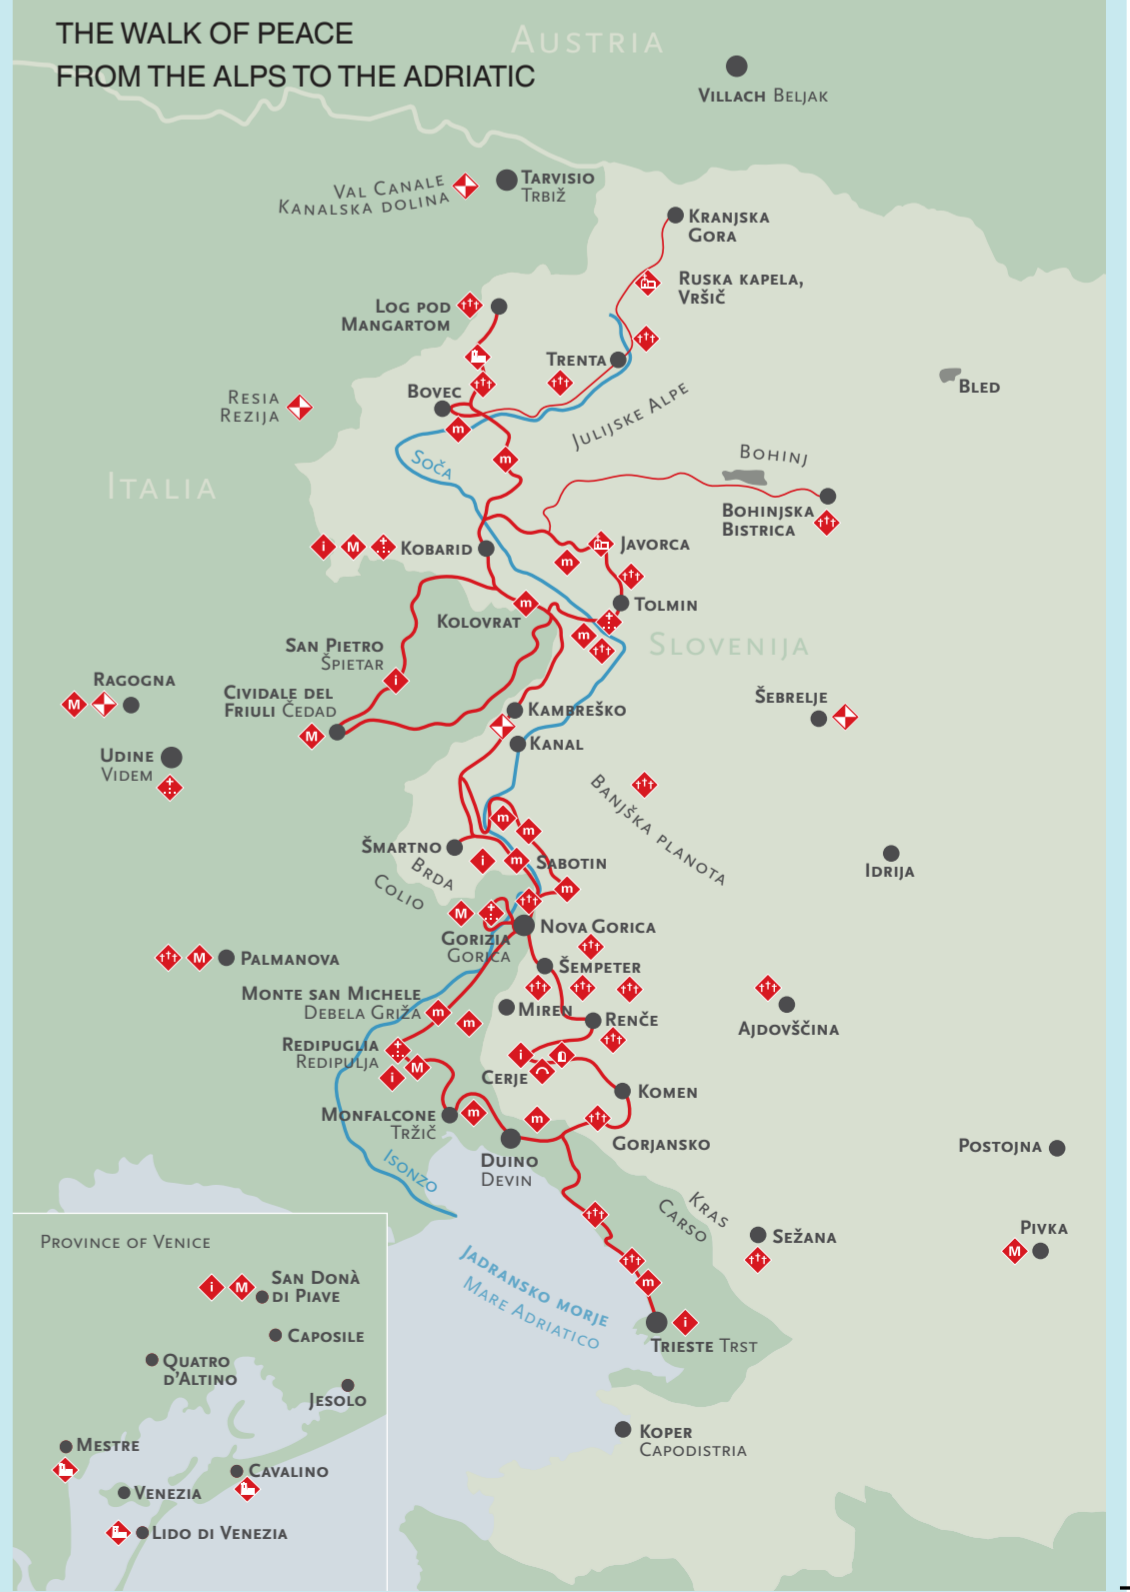 THE WALK OF PEACE
FROM THE ALPS TO THE ADRIATIC
AUSTRIA
VILLACH BELJAK
VAL CANALE
KANALSKA DOLINA
TARVISIO
TRBIŽ
KRANJSKA
GORA
RUSKA KAPELA,
VRŠIČ
LOG POD
MANGARTOM
TRENTA
BOVEC
RESIA
REZIJA
JULIJSKE ALPE
BLED
SOČA
ITALIA
BOHINJ
BOHINJSKA
BISTRICA
i
M
KOBARID
JAVORCA
m
m
m
m
TOLMIN
KOLOVRAT
m
SLOVENIJA
SAN PIETRO
ŠPIETAR
i
RAGOGNA
M
CIVIDALE DEL
FRIULI ČEDAD
M
KAMBREŠKO
ŠEBRELJE
KANAL
UDINE
VIDEM
BANJŠKA PLANOTA
m
m
ŠMARTNO
i
m
SABOTIN
BRDA
COLIO
IDRIJA
m
M
GORIZIA
GORICA
NOVA GORICA
M
PALMANOVA
ŠEMPETER
MONTE SAN MICHELE
DEBELA GRIŽA
m
m
MIREN
RENČE
AJDOVŠČINA
REDIPUGLIA
REDIPULJA
M
i
i
CERJE
KOMEN
MONFALCONE
TRŽIČ
m
m
GORJANSKO
DUINO
DEVIN
POSTOJNA
ISONZO
KRAS
CARSO
SEŽANA
PIVKA
M
JADRANSKO MORJE
MARE ADRIATICO
m
i
TRIESTE TRST
KOPER
CAPODISTRIA
PROVINCE OF VENICE
i
M
SAN DONÀ
DI PIAVE
CAPOSILE
QUATRO
D'ALTINO
JESOLO
MESTRE
CAVALINO
VENEZIA
LIDO DI VENEZIA